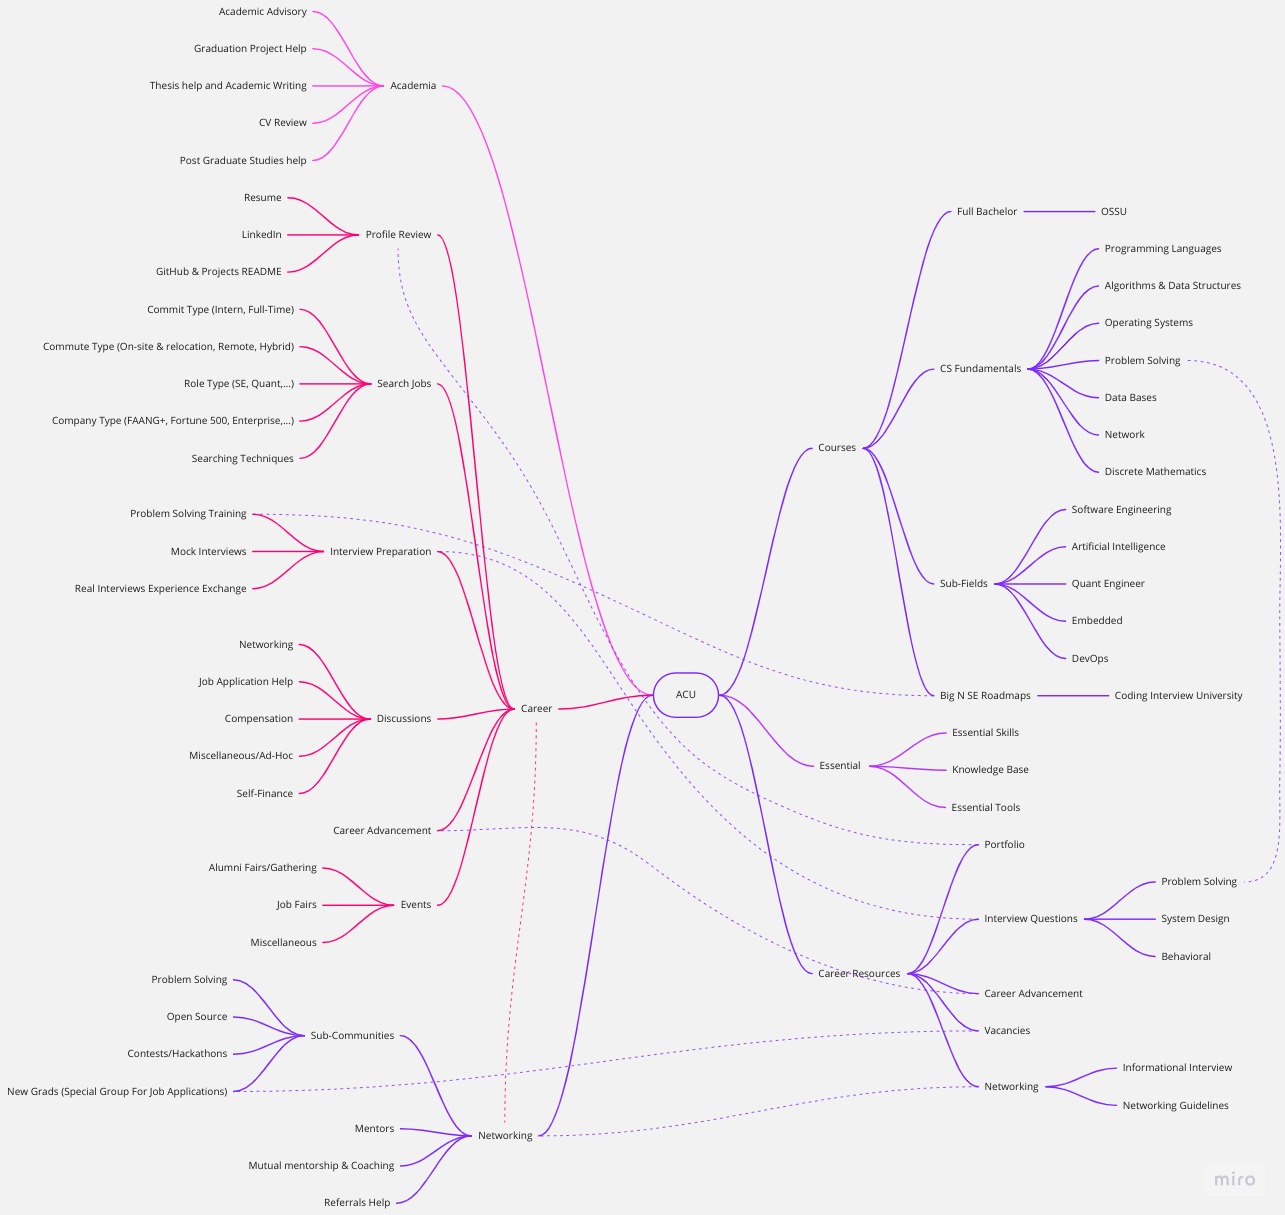 Academic Advisory
Graduation Project Help
Thesis help and Academic Writing
Academia
CV Review
Post Graduate Studies help
Resume
LinkedIn
Profile Review
GitHub & Projects README
Commit Type (Intern, Full-Time)
Commute Type (On-site & relocation, Remote, Hybrid)
Role Type (SE, Quant,...)
Search Jobs
Company Type (FAANG+, Fortune 500, Enterprise,...)
Searching Techniques
Problem Solving Training
Mock Interviews
Interview Preparation
Real Interviews Experience Exchange
Networking
Job Application Help
Compensation
Discussions
Career
Miscellaneous/Ad-Hoc
Self-Finance
Career Advancement
Alumni Fairs/Gathering
Job Fairs
Events
Miscellaneous
Problem Solving
Open Source
Sub-Communities
Contests/Hackathons
New Grads (Special Group For Job Applications)
Mentors
Networking
Mutual mentorship & Coaching
Referrals Help
ACU
Full Bachelor
OSSU
Programming Languages
Algorithms & Data Structures
Operating Systems
Problem Solving
CS Fundamentals
Data Bases
Network
Discrete Mathematics
Courses
Software Engineering
Artificial Intelligence
Sub-Fields
Quant Engineer
Embedded
DevOps
Big N SE Roadmaps
Coding Interview University
Essential Skills
Essential
Knowledge Base
Essential Tools
Portfolio
Problem Solving
Interview Questions
System Design
Behavioral
Career Resources
Career Advancement
Vacancies
Informational Interview
Networking
Networking Guidelines
miro